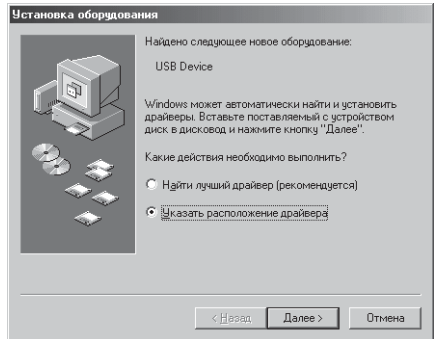 Установка оборудования
Найдено следующее новое оборудование:
USB Device
Windows может автоматически найти и установить
драйверы. Вставьте поставляемый с устройством
диск в дисковод и нажмите кнопку "Далее".
Какие действия необходимо выполнить?
Найти лучший драйвер (рекомендуется)
Указать расположение драйвера
< Назад Далее > Отмена